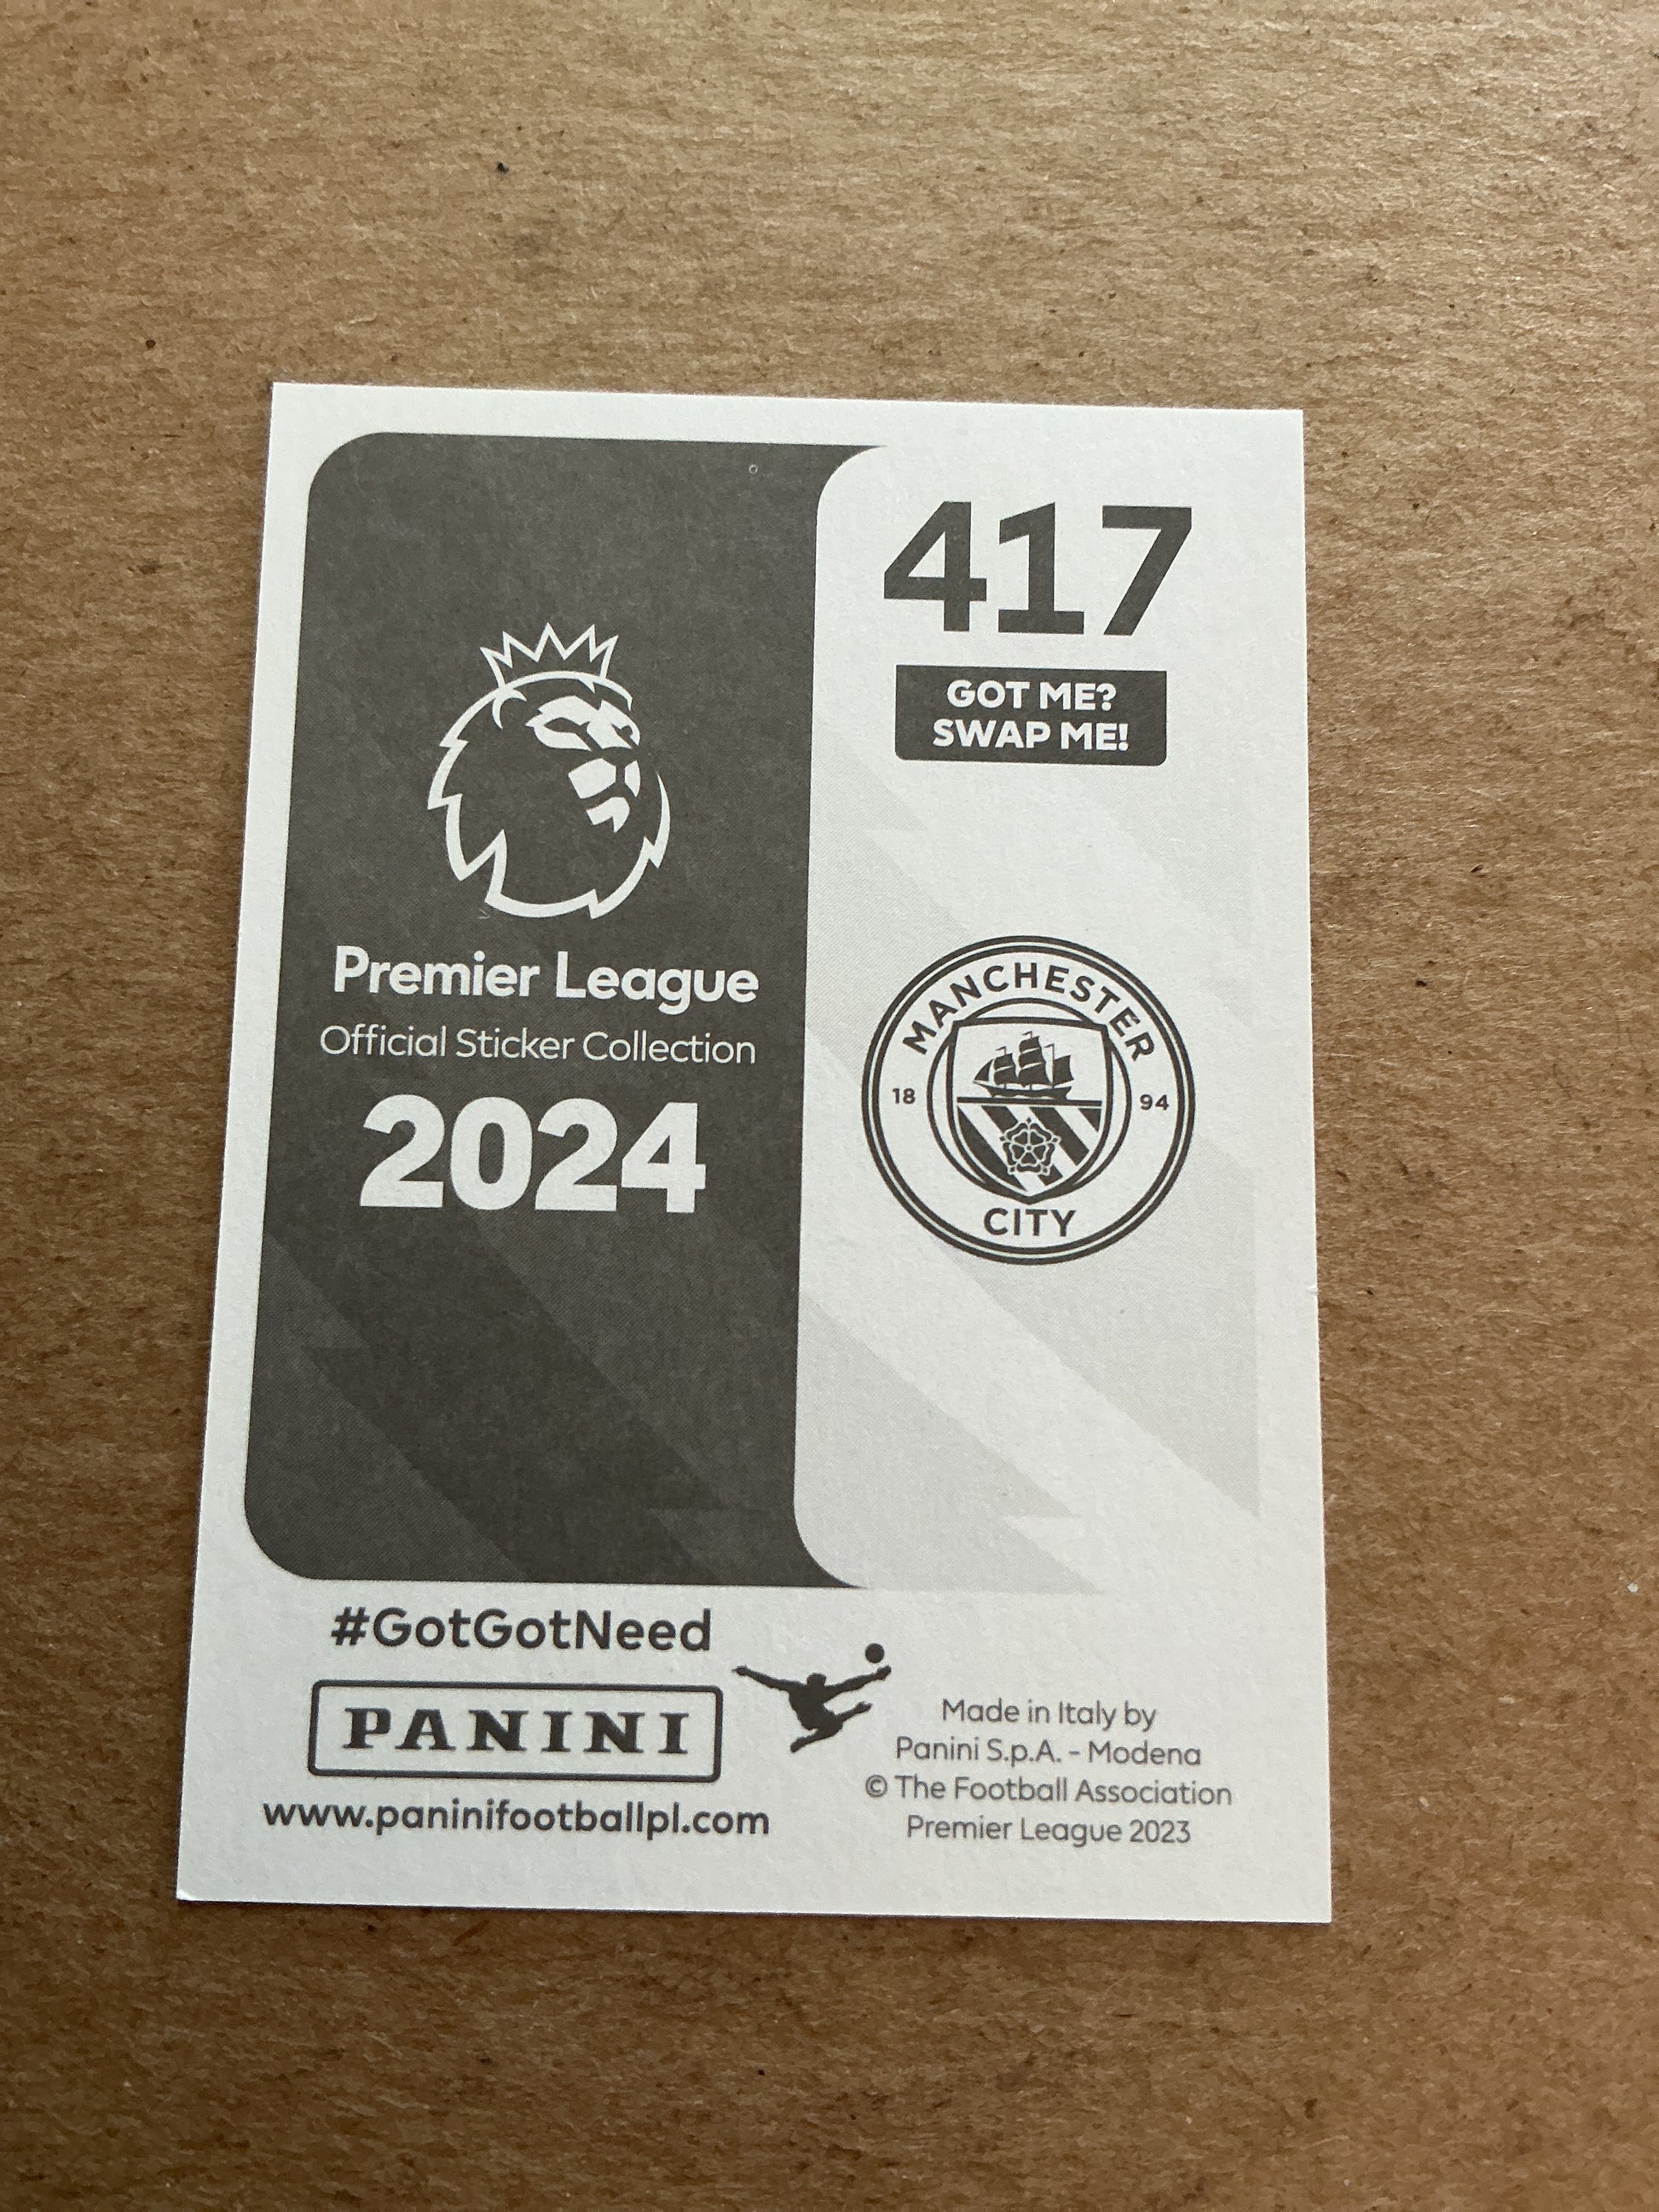 417
GOT ME?
SWAP ME!
Premier League
Official Sticker Collection
2024
MANCHESTER
18 94
CITY
#GotGotNeed
PANINI
www.paninifootballpl.com
Made in Italy by
Panini S.p.A. - Modena
© The Football Association
Premier League 2023